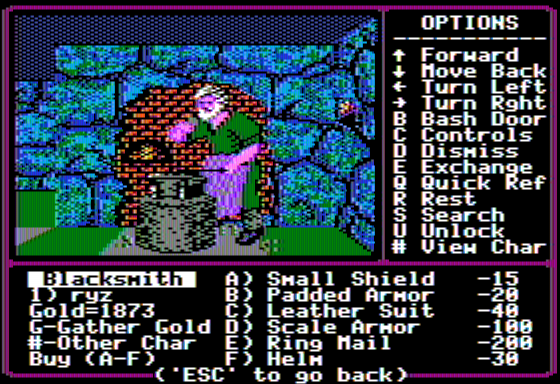 OPTIONS
------------
↑ Forward
↓ Move Back
← Turn Left
→ Turn Rght
B Bash Door
C Controls
D Dismiss
E Exchange
Q Quick Ref
R Rest
S Search
U Unlock
# View Char
Blacksmith
1) ryz
Gold=1873
G-Gather Gold
#-Other Char
Buy (A-F)
A) Small Shield -15
B) Padded Armor -20
C) Leather Suit -40
D) Scale Armor -100
E) Ring Mail -200
F) Helm -30
('ESC' to go back)